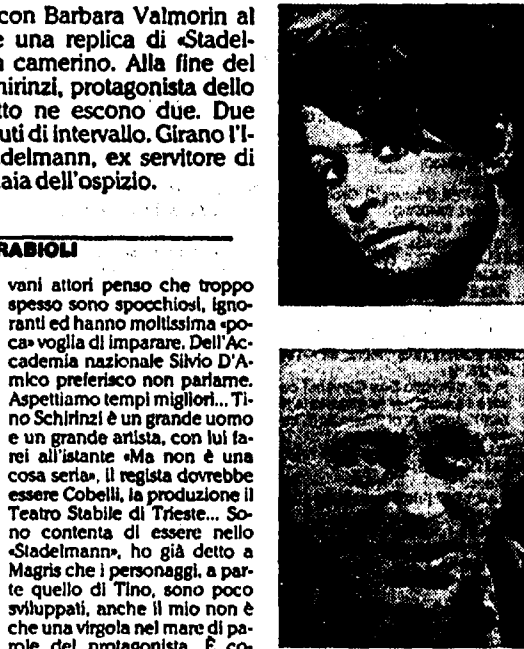 con Barbara Valmorin al
e una replica di «Stadel-
camerino. Alla fine del
hirinzi, protagonista dello
tto ne escono due. Due
uti di intervallo. Girano l'I-
delmann, ex servitore di
aia dell'ospizio.
RABIOLI
vani attori penso che troppo
spesso sono spocchiosi, igno-
ranti ed hanno moltissima «po-
ca» voglia di imparare. Dell'Ac-
cademia nazionale Silvio D'A-
mico preferisco non parlarne.
Aspettiamo tempi migliori... Ti-
no Schirinzi è un grande uomo
e un grande artista, con lui fa-
rei all'istante «Ma non è una
cosa seria», il regista dovrebbe
essere Cobelli, la produzione il
Teatro Stabile di Trieste... So-
no contenta di essere nello
«Stadelmann», ho già detto a
Magris che i personaggi, a par-
te quello di Tino, sono poco
sviluppati, anche il mio non è
che una virgola nel mare di pa-
role del protagonista. È co-